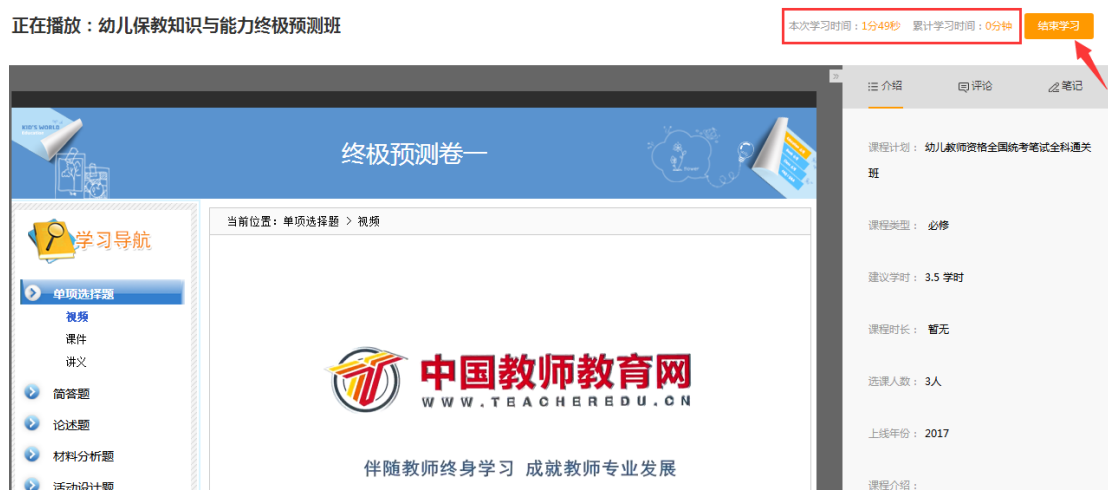 正在播放：幼儿保教知识与能力终极预测班
本次学习时间：1分49秒 累计学习时间：0分钟
结束学习
KID'S WORLD
终极预测卷一
学习导航
单项选择题
视频
课件
讲义
简答题
论述题
材料分析题
活动设计题
当前位置：单项选择题 > 视频
中国教师教育网
WWW.TEACHEREDU.CN
伴随教师终身学习 成就教师专业发展
介绍 评论 笔记
课程计划：幼儿教师资格全国统考笔试全科通关
班
课程类型：必修
建议学时：3.5 学时
课程时长：暂无
选课人数：3人
上线年份：2017
课程介绍：